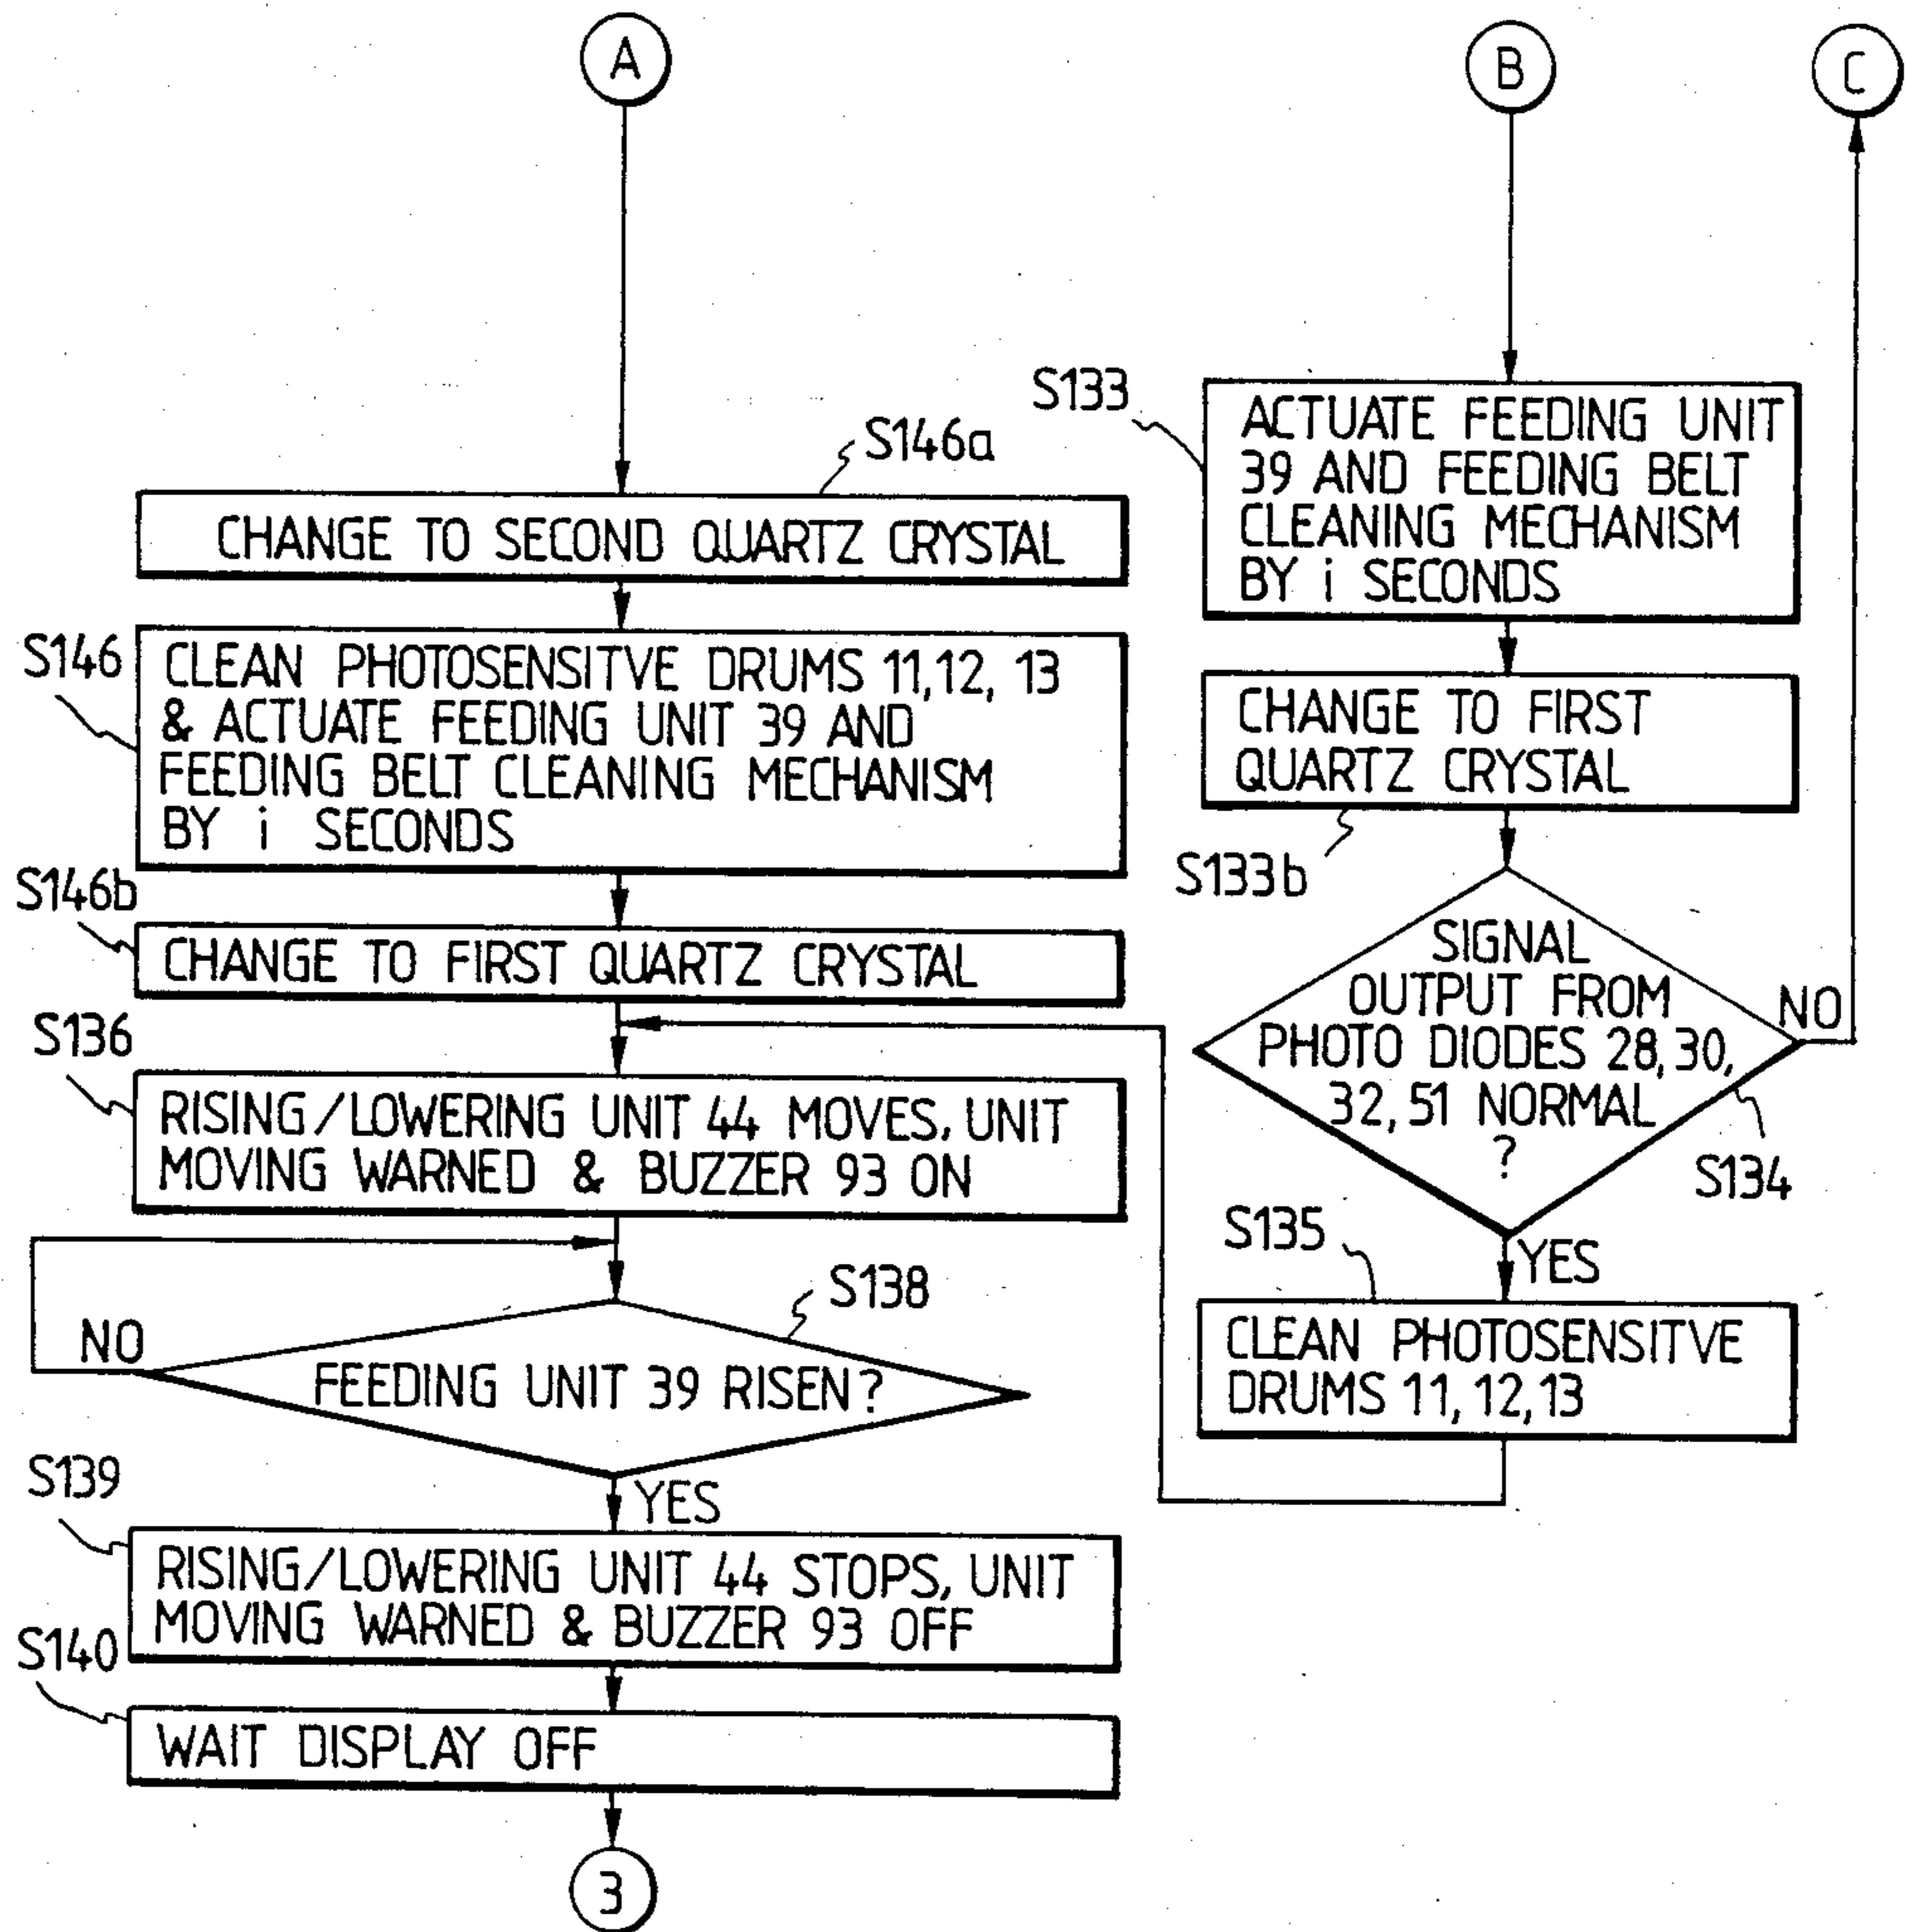 A
B
C
S146a
CHANGE TO SECOND QUARTZ CRYSTAL
S146
CLEAN PHOTOSENSITVE DRUMS 11, 12, 13
& ACTUATE FEEDING UNIT 39 AND
FEEDING BELT CLEANING MECHANISM
BY i SECONDS
S146b
CHANGE TO FIRST QUARTZ CRYSTAL
S136
RISING/LOWERING UNIT 44 MOVES, UNIT
MOVING WARNED & BUZZER 93 ON
S138
NO
FEEDING UNIT 39 RISEN?
YES
S139
RISING/LOWERING UNIT 44 STOPS, UNIT
MOVING WARNED & BUZZER 93 OFF
S140
WAIT DISPLAY OFF
3
S133
ACTUATE FEEDING UNIT
39 AND FEEDING BELT
CLEANING MECHANISM
BY i SECONDS
CHANGE TO FIRST
QUARTZ CRYSTAL
S133b
SIGNAL
OUTPUT FROM
PHOTO DIODES 28, 30,
32, 51 NORMAL
?
NO
S134
YES
S135
CLEAN PHOTOSENSITVE
DRUMS 11, 12, 13